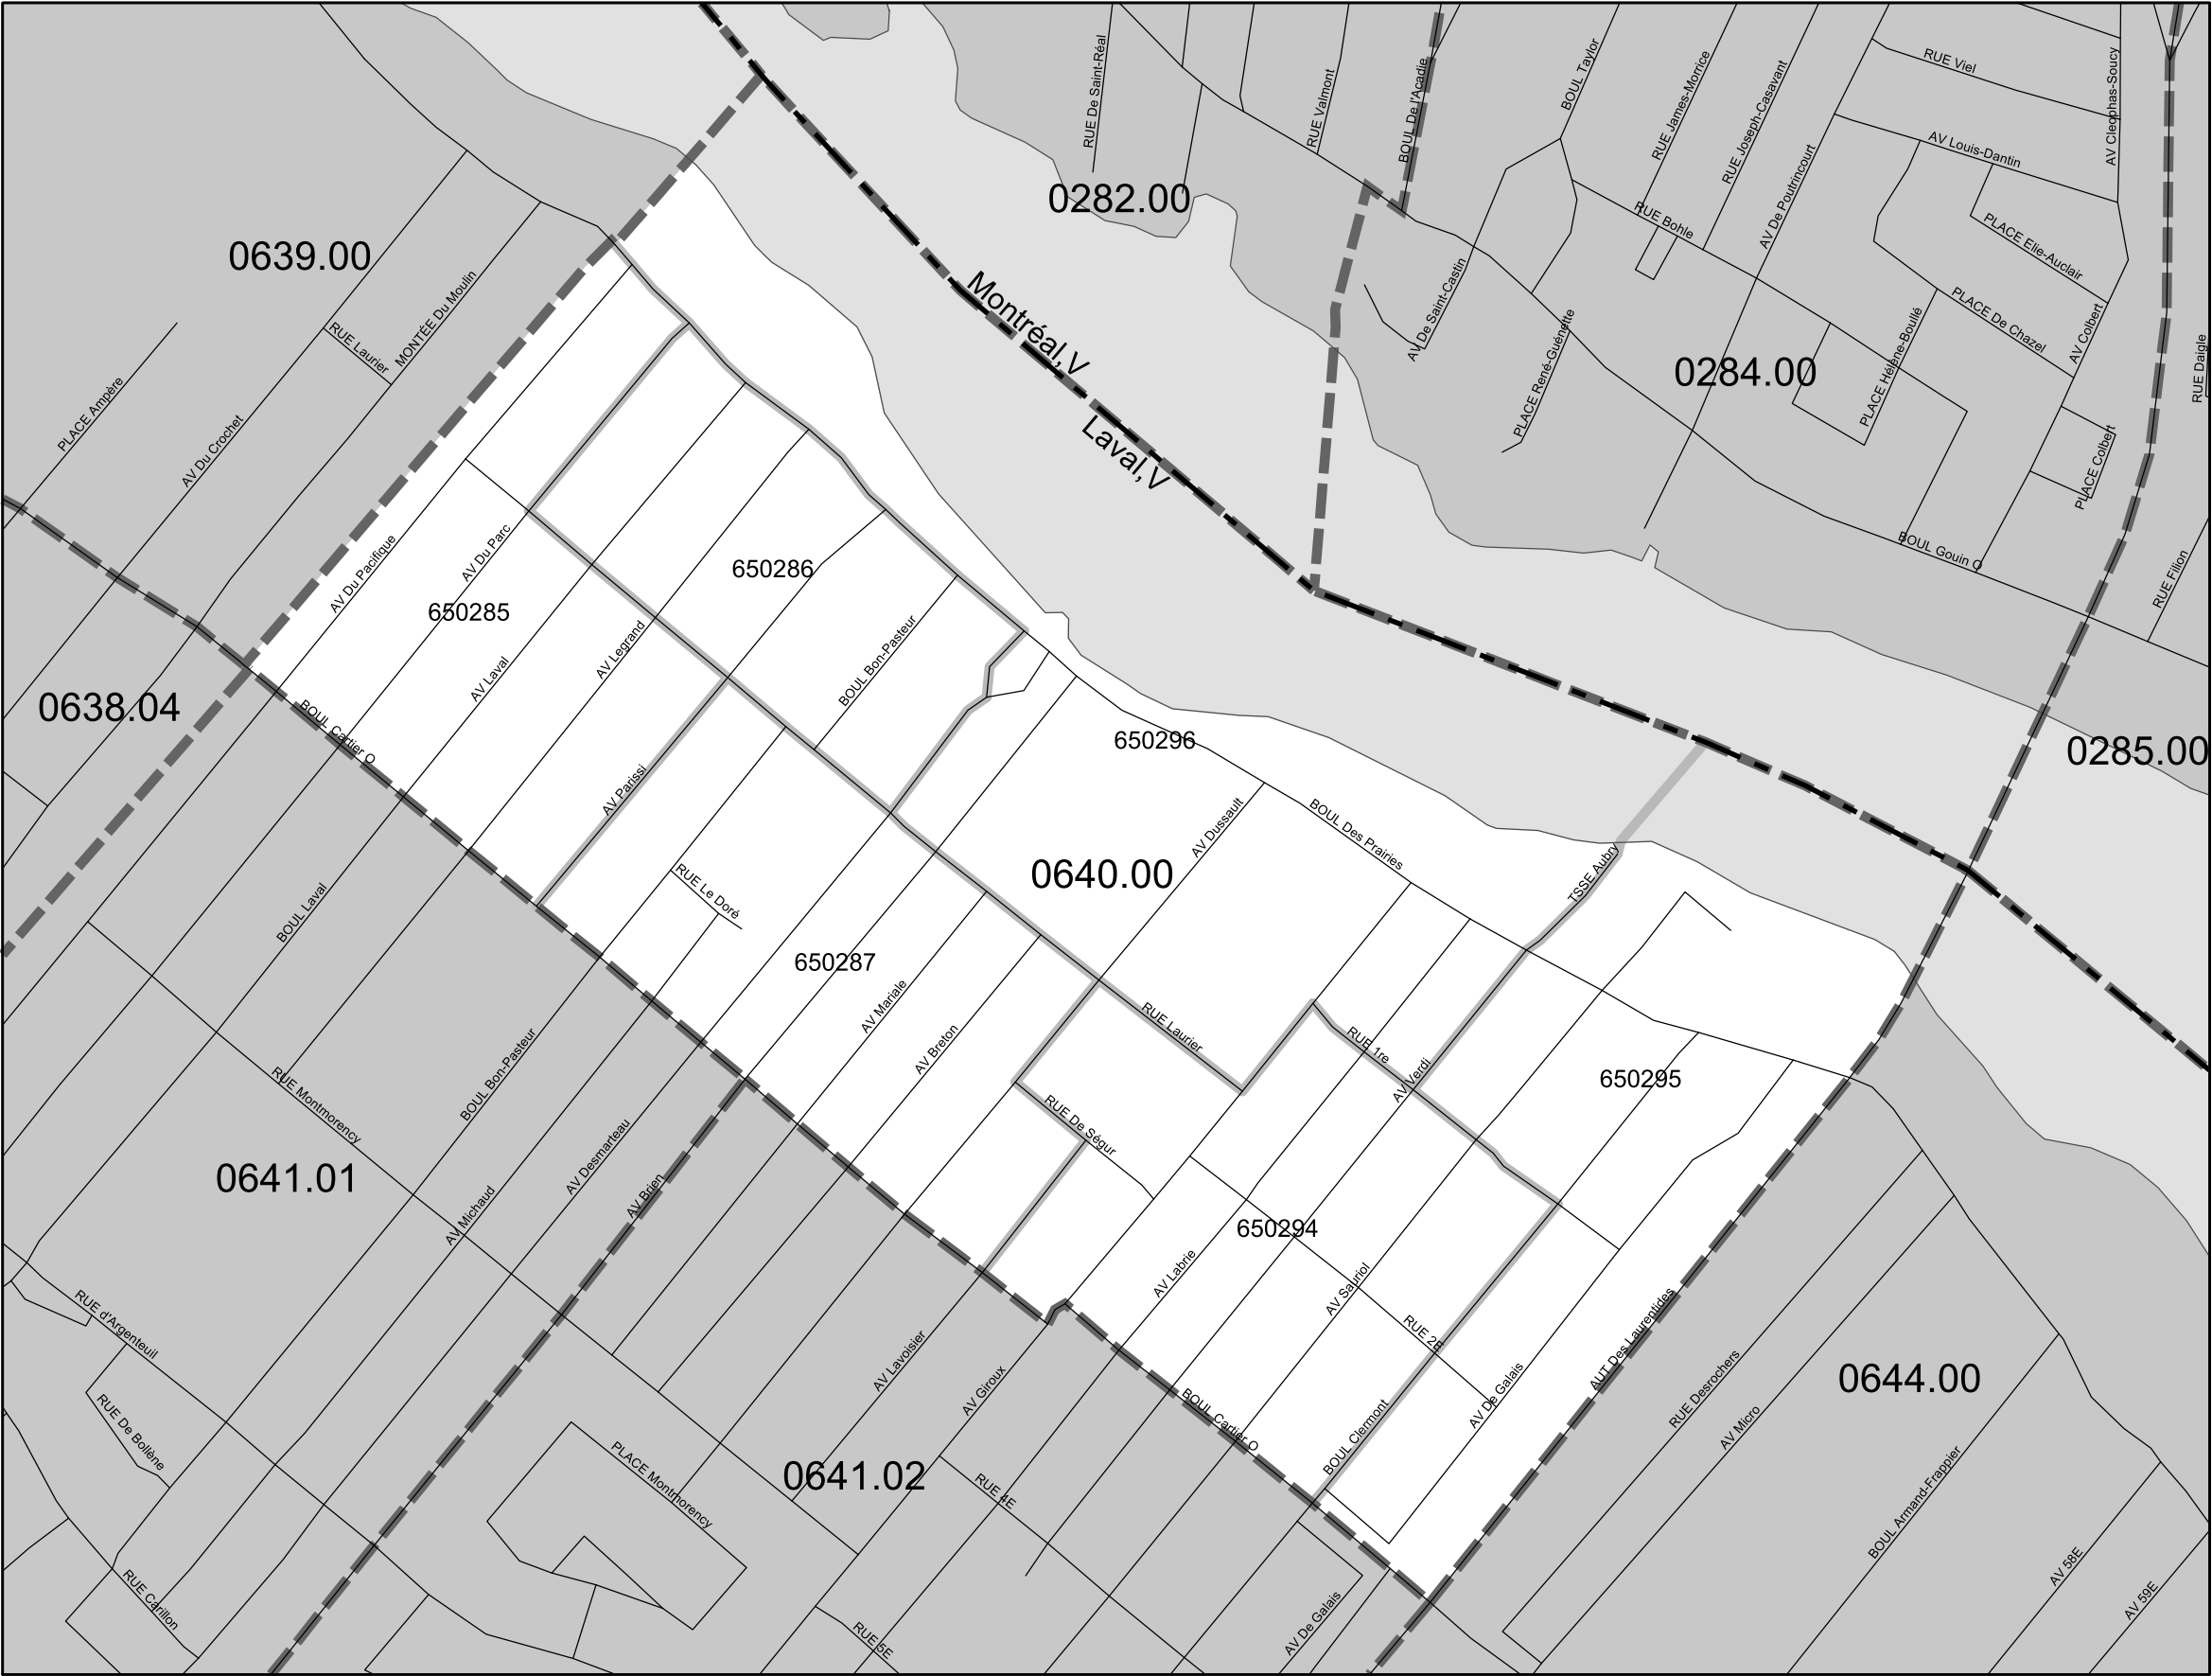 RUE De Saint-Réal
RUE Valmont
BOUL De l'Acadie
BOUL Taylor
RUE James-Morrice
RUE Joseph-Casavant
AV De Poutrincourt
RUE Viel
AV Cleophas-Soucy
AV Louis-Dantin
0282.00
RUE Bohle
PLACE Elie-Auclair
0639.00
Montréal,V
Laval,V
AV De Saint-Castin
PLACE René-Guénette
PLACE De Chazel
AV Colbert
PLACE Hélène-Boullé
0284.00
RUE Daigle
PLACE Colbert
RUE Laurier
MONTÉE Du Moulin
PLACE Ampère
AV Du Crochet
BOUL Gouin O
RUE Filion
AV Du Pacifique
AV Du Parc
650286
650285
AV Legrand
AV Laval
BOUL Bon-Pasteur
0638.04
BOUL Cartier O
650296
0285.00
AV Parissi
AV Dussault
BOUL Des Prairies
0640.00
TSSE Aubry
RUE Le Doré
BOUL Laval
650287
AV Mariale
RUE Laurier
AV Breton
RUE 1re
AV Verdi
650295
BOUL Bon-Pasteur
RUE Montmorency
RUE De Ségur
0641.01
AV Desmarteau
AV Brien
AV Michaud
650294
AV Labrie
AV Sauriol
RUE 2E
AUT Des Laurentides
RUE d'Argenteuil
AV Lavoisier
AV Giroux
BOUL Cartier O
AV De Galais
BOUL Clermont
RUE Desrochers
AV Micro
0644.00
RUE De Bollène
PLACE Montmorency
0641.02
RUE 4E
BOUL Armand-Frappier
AV 58E
AV 59E
RUE Carillon
RUE 5E
AV De Galais